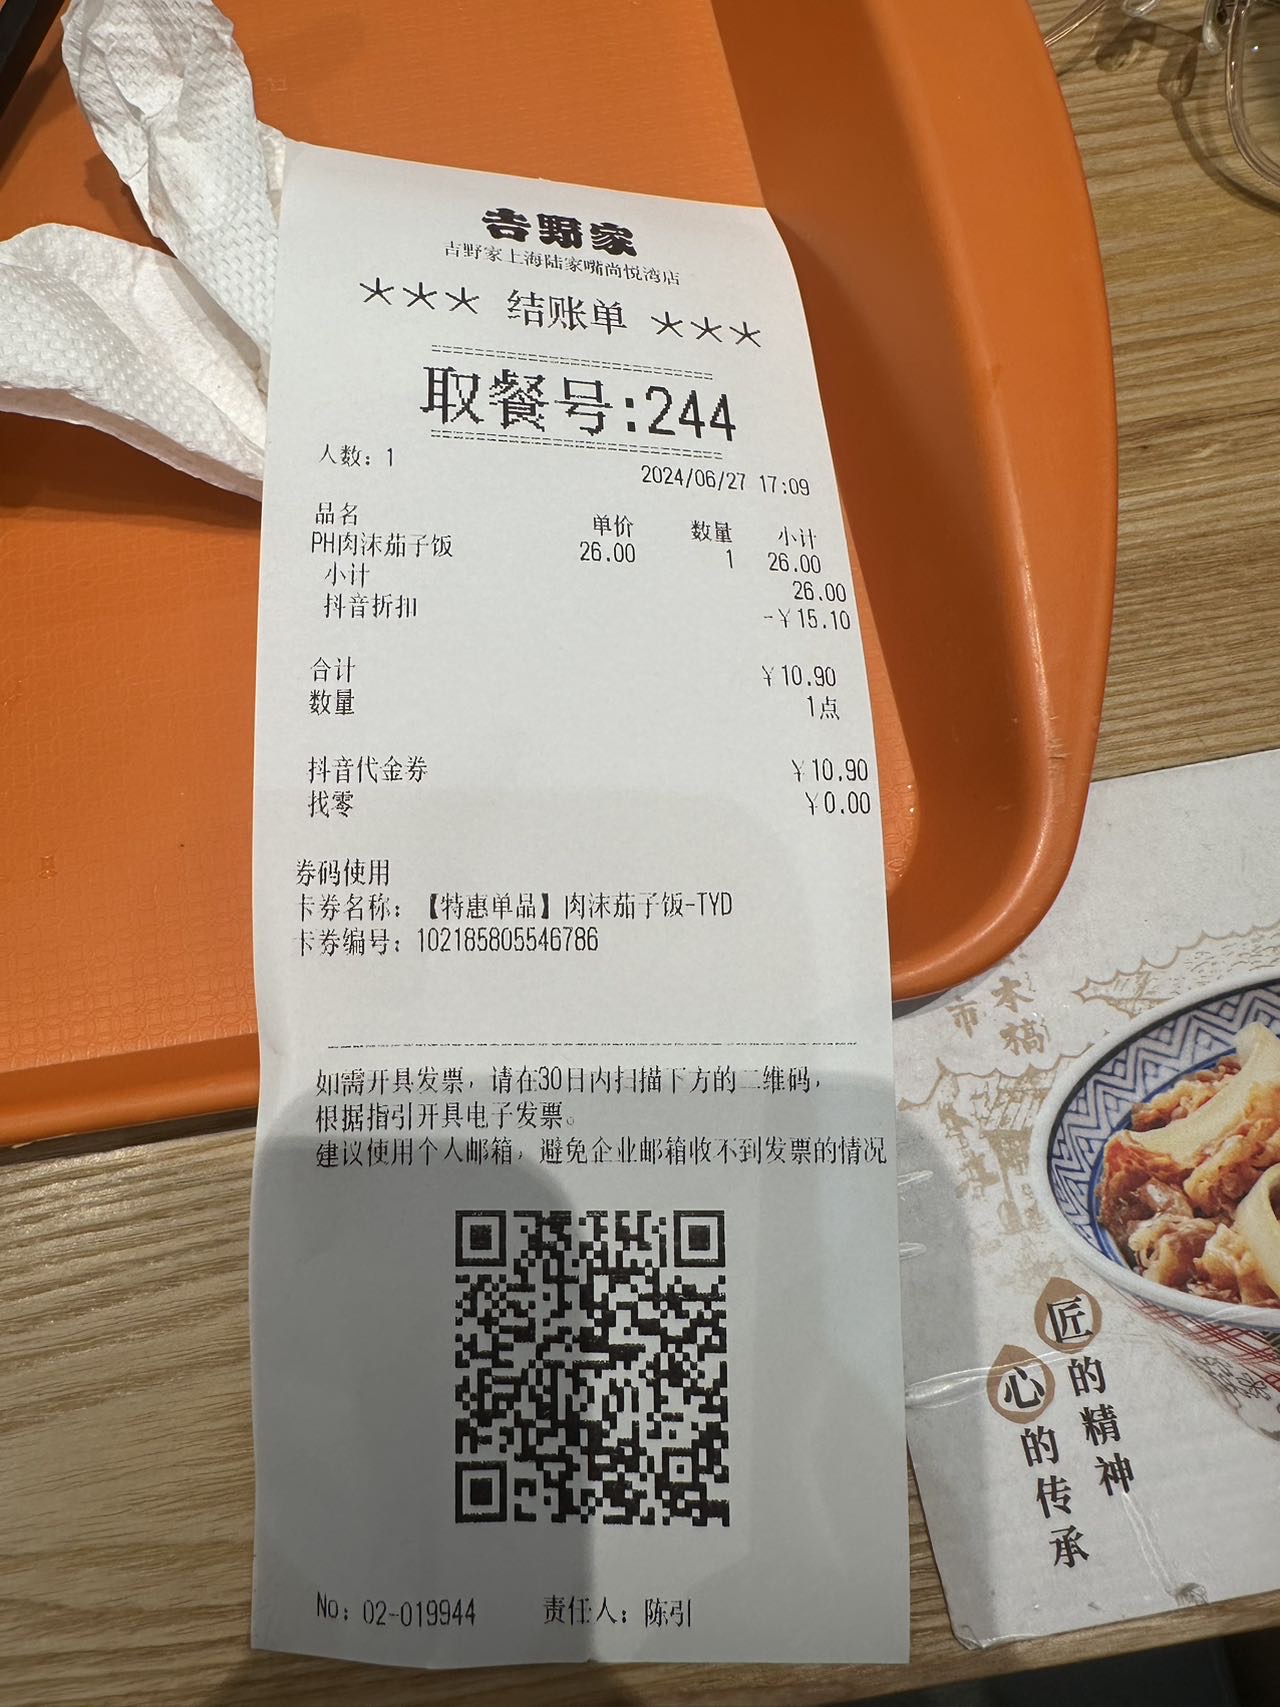 吉野家
吉野家上海陆家嘴尚悦湾店
*** 结账单 ***
取餐号:244
人数: 1
2024/06/27 17:09
品名 单价 数量 小计
PH肉沫茄子饭 26.00 1 26.00
小计 26.00
抖音折扣 -¥15.10
合计 ¥10.90
数量 1点
抖音代金券 ¥10.90
找零 ¥0.00
券码使用
卡券名称: 【特惠单品】肉沫茄子饭-TYD
卡券编号: 102185805546786
如需开具发票, 请在30日内扫描下方的二维码,
根据指引开具电子发票。
建议使用个人邮箱, 避免企业邮箱收不到发票的情况
No: 02-019944 责任人: 陈引
匠的精神
心的传承